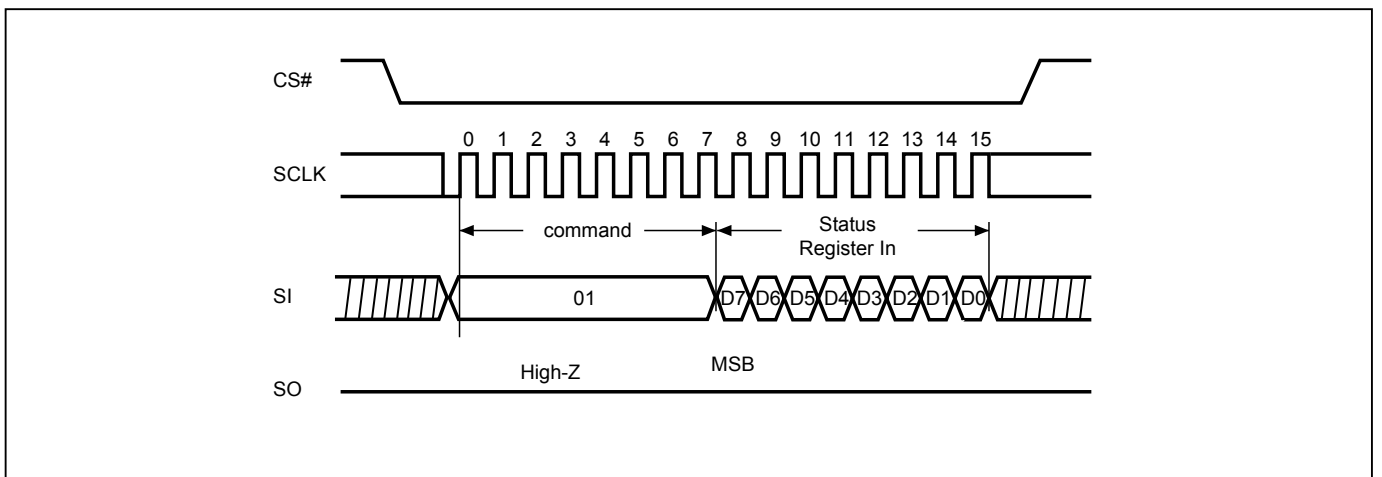 CS#
0 1 2 3 4 5 6 7 8 9 10 11 12 13 14 15
SCLK
command
Status
Register In
SI
01
D7 D6 D5 D4 D3 D2 D1 D0
High-Z
MSB
SO